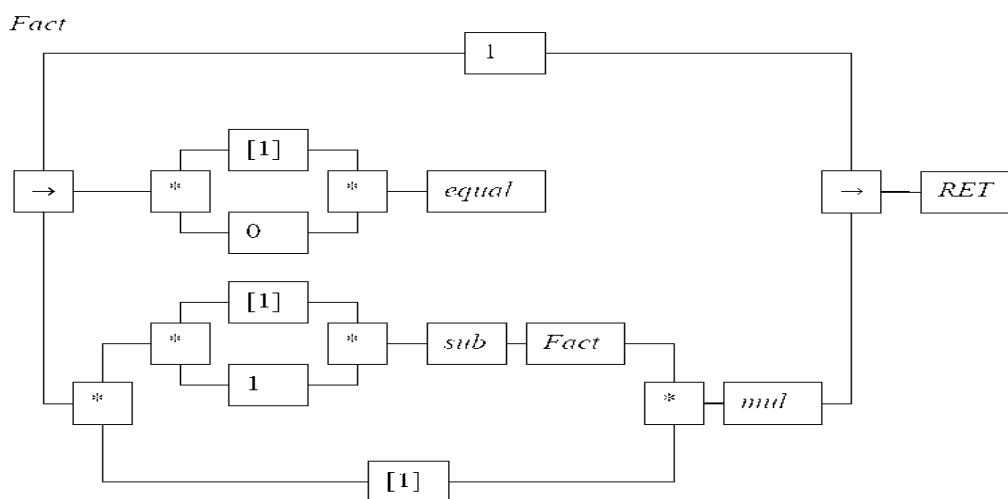 Fact
1
[1]
→ * * equal → RET
0
[1]
* * sub Fact
1
* * mul
[1]